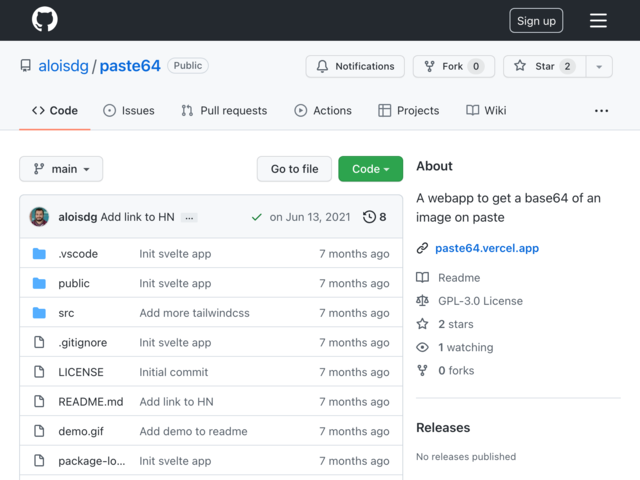 Sign up
aloisdg / paste64 Public
Notifications Fork 0 Star 2
Code Issues Pull requests Actions Projects Wiki ...
main Go to file Code
aloisdg Add link to HN ... on Jun 13, 2021 8
.vscode Init svelte app 7 months ago
public Init svelte app 7 months ago
src Add more tailwindcss 7 months ago
.gitignore Init svelte app 7 months ago
LICENSE Initial commit 7 months ago
README.md Add link to HN 7 months ago
demo.gif Add demo to readme 7 months ago
package-lo... Init svelte app 7 months ago
About
A webapp to get a base64 of an
image on paste
paste64.vercel.app
Readme
GPL-3.0 License
2 stars
1 watching
0 forks
Releases
No releases published